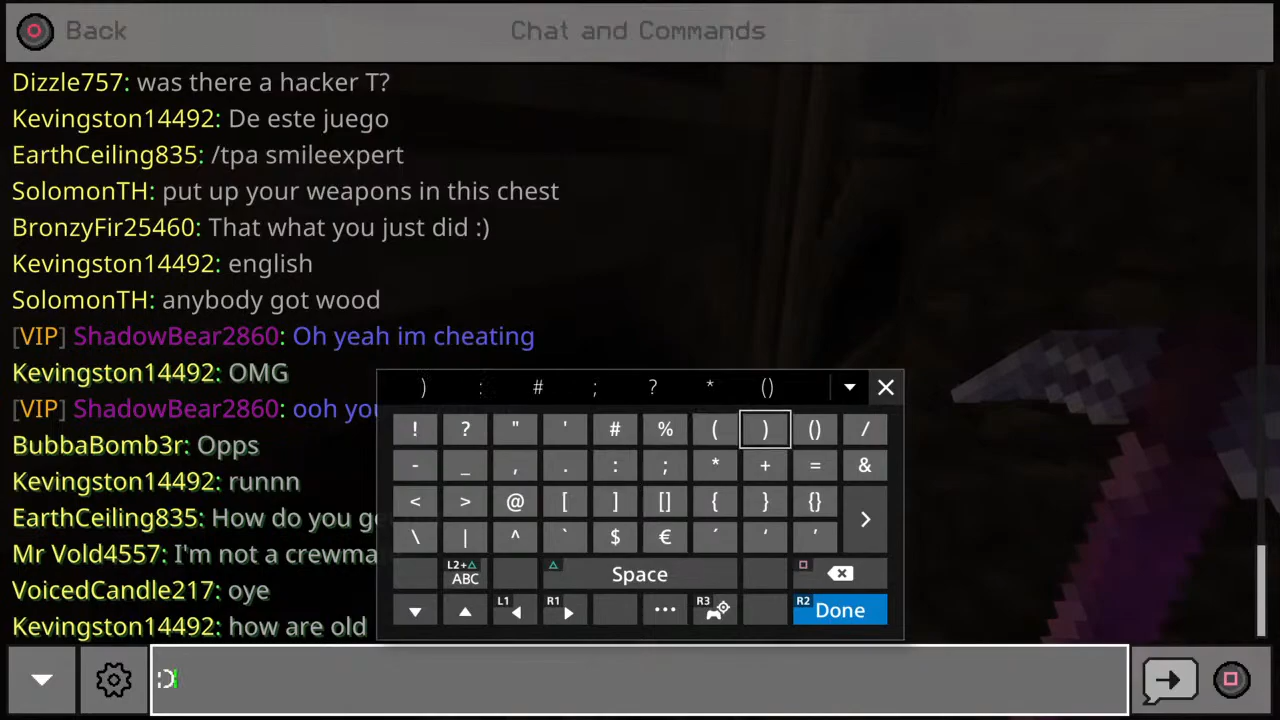 Back
Chat and Commands
Dizzle757: was there a hacker T?
Kevingston14492: De este juego
EarthCeiling835: /tpa smileexpert
SolomonTH: put up your weapons in this chest
BronzyFir25460: That what you just did :)
Kevingston14492: english
SolomonTH: anybody got wood
[VIP] ShadowBear2860: Oh yeah im cheating
Kevingston14492: OMG
[VIP] ShadowBear2860: ooh you
BubbaBomb3r: Opps
Kevingston14492: runnn
EarthCeiling835: How do you ge
Mr Vold4557: I'm not a crewma
VoicedCandle217: oye
Kevingston14492: how are old
) : # ; ? * ()
! ? " ' # % ( ) () /
- _ , . : ; * + = &
< > @ [ ] [] { } {} >
\ | ^ ` $ € ´ ‘ ’
L2+△ ABC △ Space
L1 R1 ... R3 R2 Done
:)